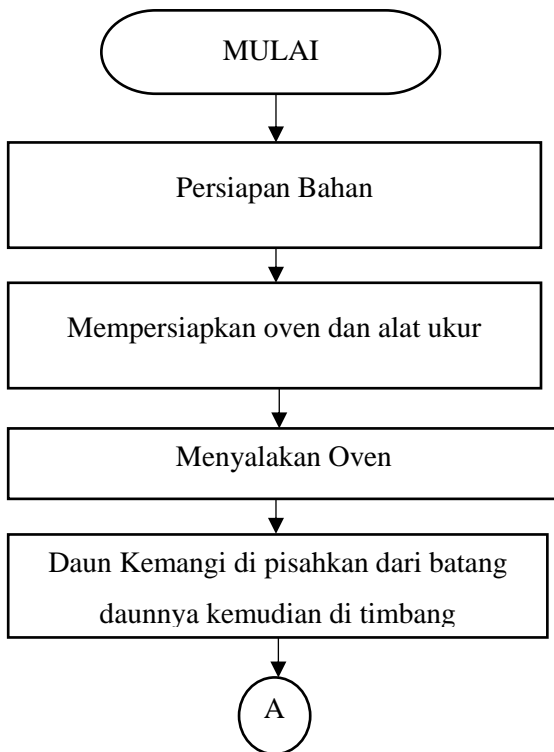 MULAI
Persiapan Bahan
Mempersiapkan oven dan alat ukur
Menyalakan Oven
Daun Kemangi di pisahkan dari batang
daunnya kemudian di timbang
A